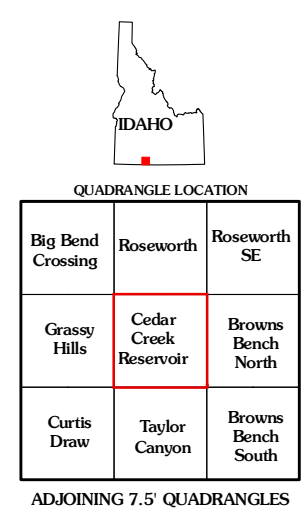 IDAHO
QUADRANGLE LOCATION
Big Bend
Crossing
Roseworth
Roseworth
SE
Grassy
Hills
Cedar
Creek
Reservoir
Browns
Bench
North
Curtis
Draw
Taylor
Canyon
Browns
Bench
South
ADJOINING 7.5' QUADRANGLES